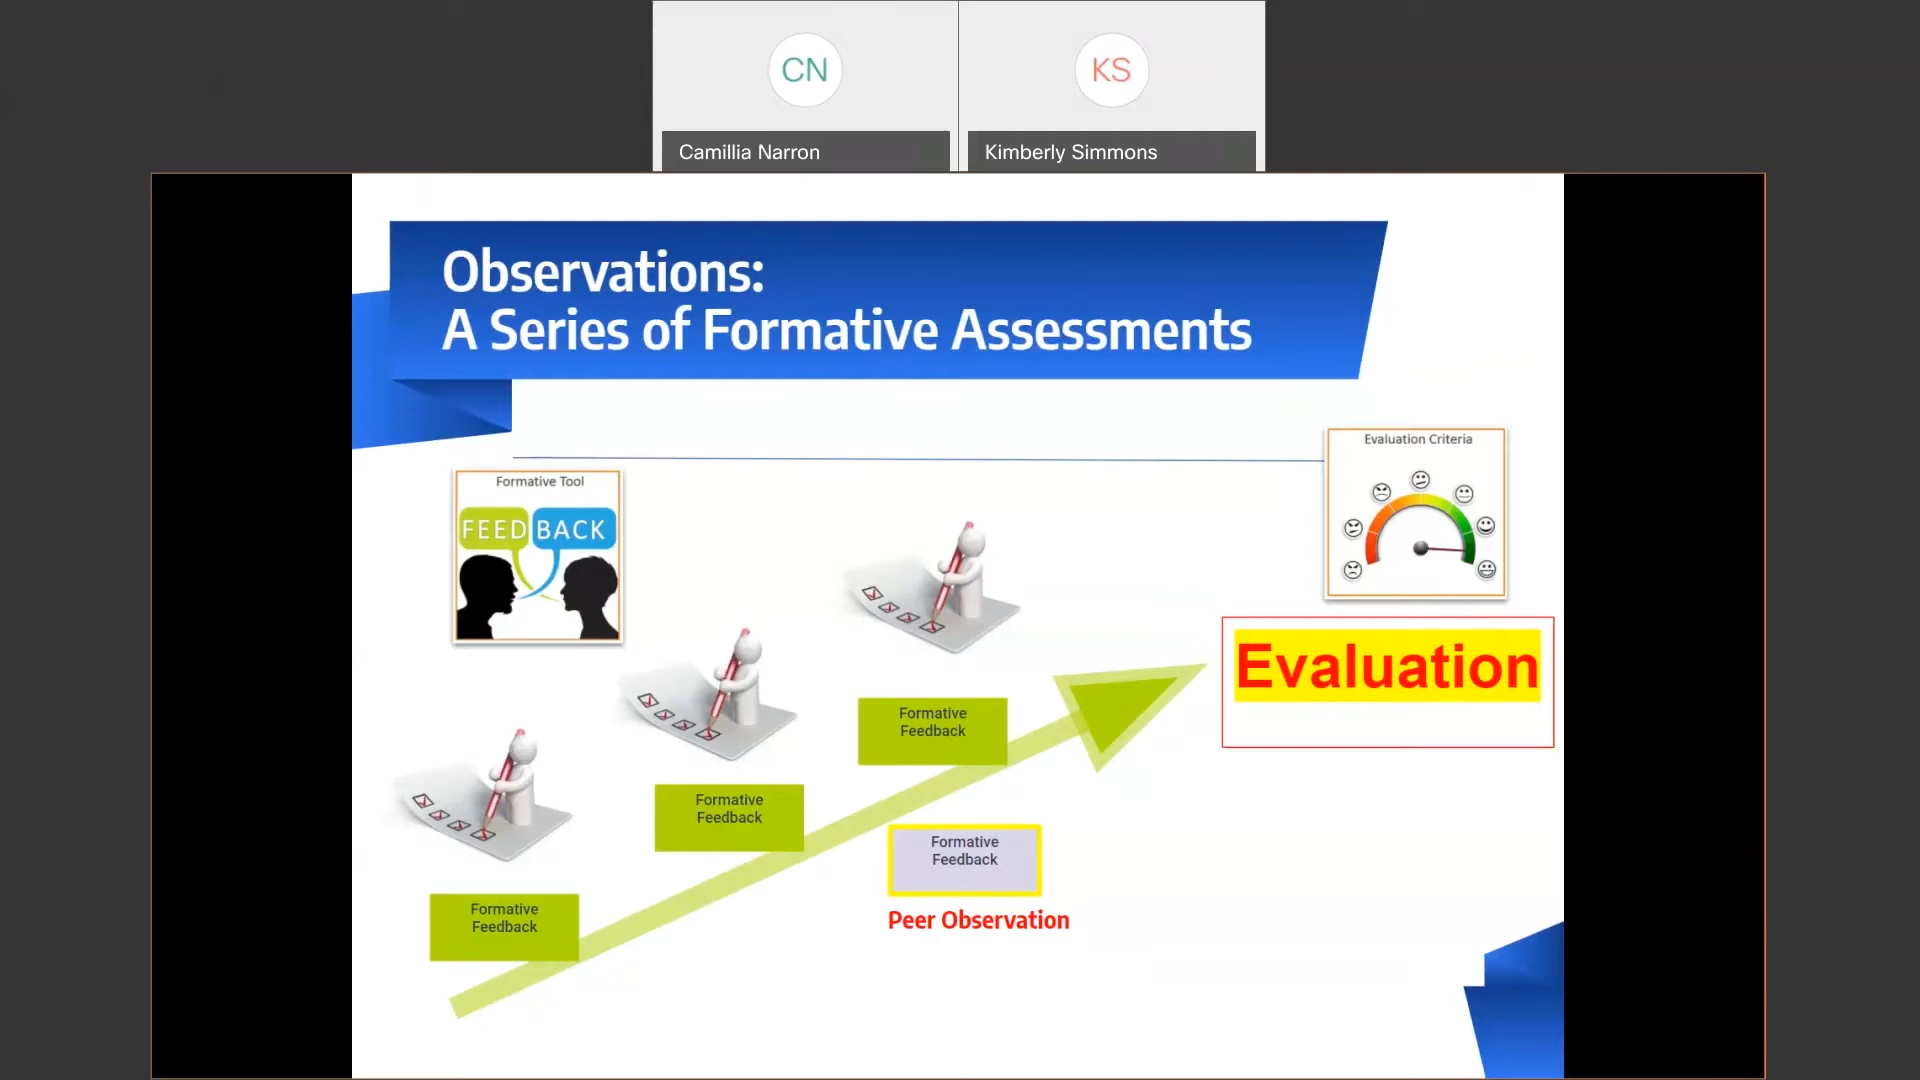 CN
KS
Camillia Narron
Kimberly Simmons
Observations:
A Series of Formative Assessments
Evaluation Criteria
Formative Tool
FEED BACK
Evaluation
Formative
Feedback
Formative
Feedback
Formative
Feedback
Peer Observation
Formative
Feedback